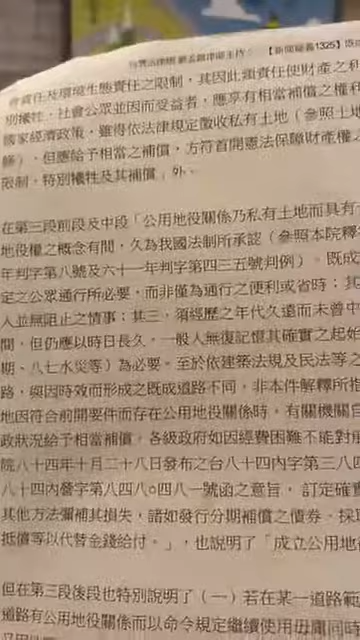 台灣法律網 蔡孟翰律師主持 【新聞報導1325】
會責任及環境生態責任之限制，其因此類責任使財產之利
別犧牲，社會公眾並因而受益者，應享有相當補償之權利
國家經濟政策，雖得依法律規定徵收私有土地（參照土地
，但應給予相當之補償，方符首開憲法保障財產權之
限制、特別犧牲及其補償」外、
在第三段前段及中段「公用地役關係乃私有土地而具有
地役權之概念有間，久為我國法制所承認（參照本院釋
年判字第八號及六十一年判字第四三五號判例）。既成
定之公眾通行所必要，而非僅為通行之便利或省時；其
人並無阻止之情事；其三，須經歷之年代久遠而未曾中
間，但仍應以時日長久，一般人無復記憶其確實之起始
期、八七水災等）為必要。至於依建築法規及民法等之
路，與因時效而形成之既成道路不同，非本件解釋所指
地因符合前開要件而存在公用地役關係時，有關機關自
政狀況給予相當補償。各級政府如因經費困難不能對
院八十四年十月二十八日發布之台八十四內字第三八四
八十四內營字第八四八〇四八一號函之意旨，訂定確實
其他方法彌補其損失，諸如發行分期補償之債券、採取
抵償等以代替金錢給付。」，也說明了「成立公用地
但在第三段後段也特別說明了（一）若在某一道路範
道路有公用地役關係而以命令規定繼續使用毋庸同時